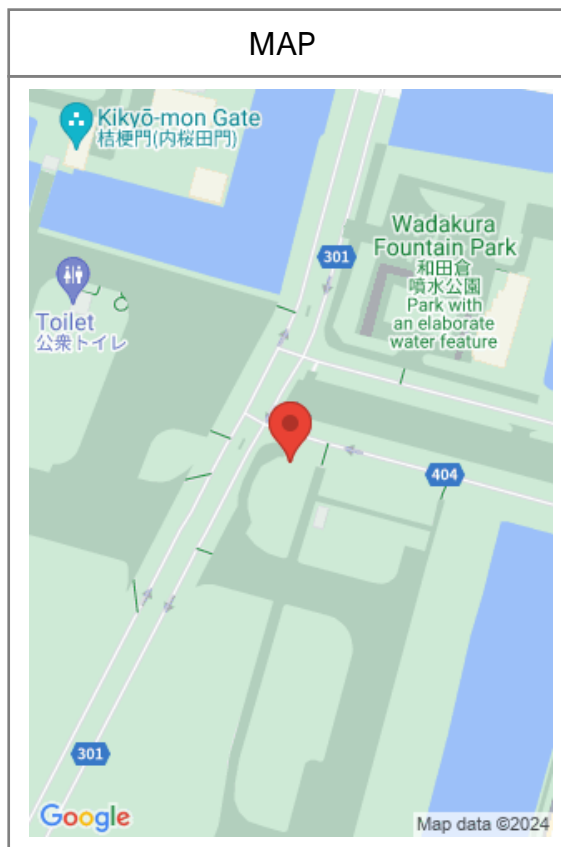 MAP
Kikyō-mon Gate
桔梗門(内桜田門)
Wadakura
Fountain Park
和田倉
噴水公園
Park with
an elaborate
water feature
301
Toilet
公衆トイレ
404
301
Google
Map data ©2024